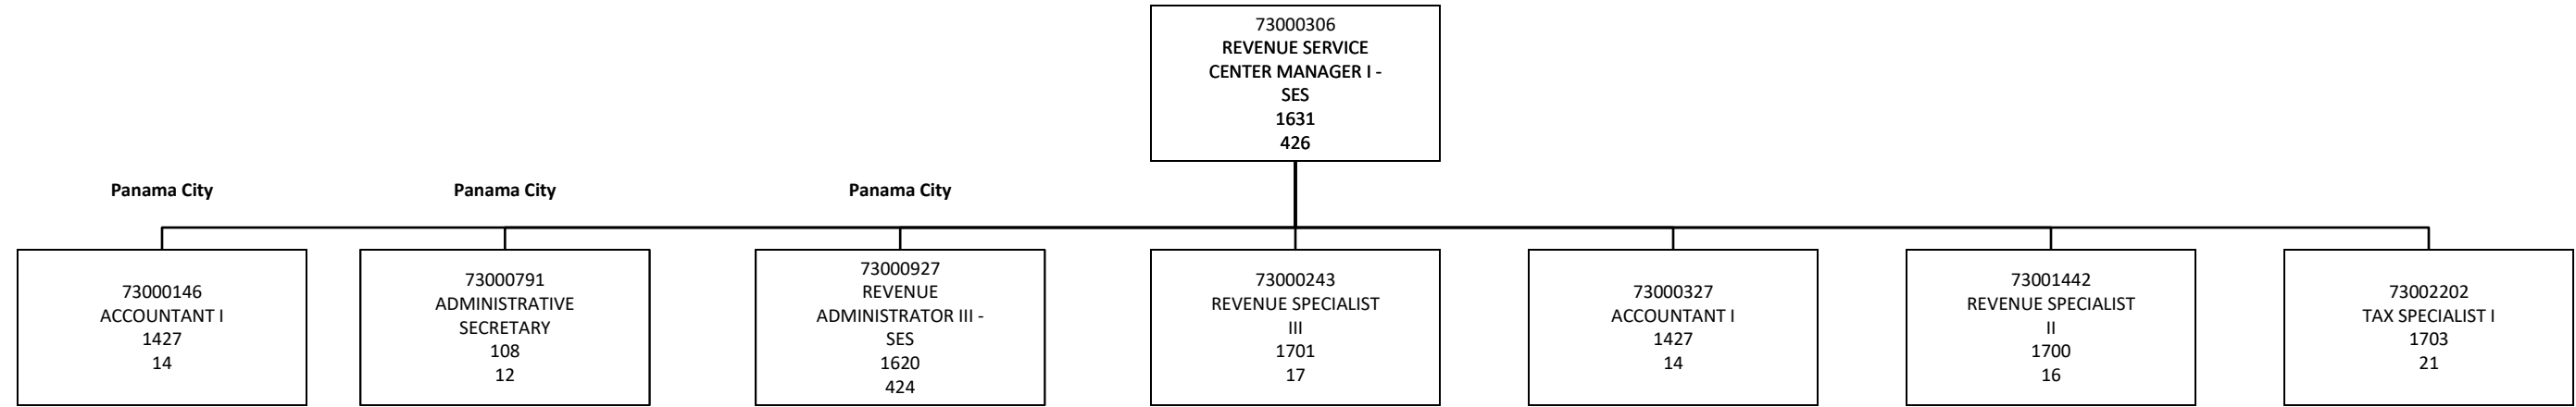 73000306
REVENUE SERVICE
CENTER MANAGER I -
SES
1631
426
Panama City
Panama City
Panama City
73000146
ACCOUNTANT I
1427
14
73000791
ADMINISTRATIVE
SECRETARY
108
12
73000927
REVENUE
ADMINISTRATOR III -
SES
1620
424
73000243
REVENUE SPECIALIST
III
1701
17
73000327
ACCOUNTANT I
1427
14
73001442
REVENUE SPECIALIST
II
1700
16
73002202
TAX SPECIALIST I
1703
21